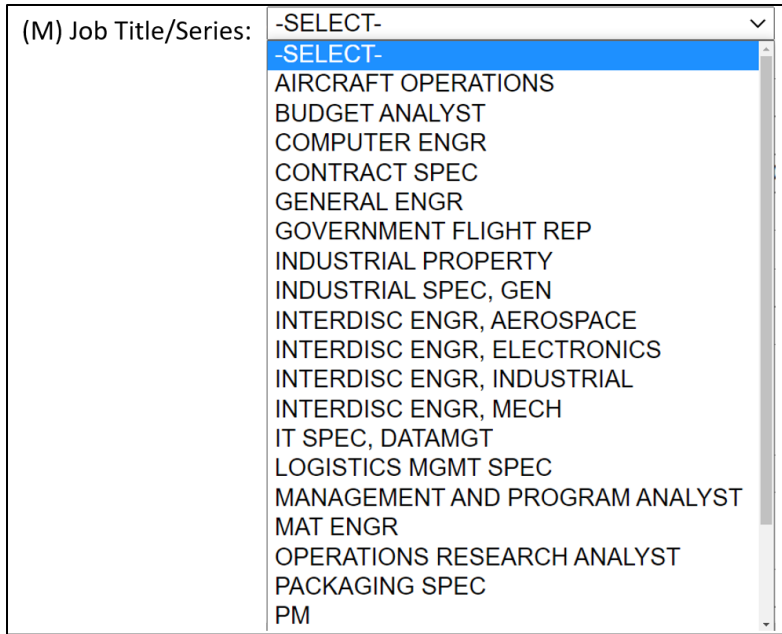 (M) Job Title/Series: -SELECT-
-SELECT-
AIRCRAFT OPERATIONS
BUDGET ANALYST
COMPUTER ENGR
CONTRACT SPEC
GENERAL ENGR
GOVERNMENT FLIGHT REP
INDUSTRIAL PROPERTY
INDUSTRIAL SPEC, GEN
INTERDISC ENGR, AEROSPACE
INTERDISC ENGR, ELECTRONICS
INTERDISC ENGR, INDUSTRIAL
INTERDISC ENGR, MECH
IT SPEC, DATAMGT
LOGISTICS MGMT SPEC
MANAGEMENT AND PROGRAM ANALYST
MAT ENGR
OPERATIONS RESEARCH ANALYST
PACKAGING SPEC
PM